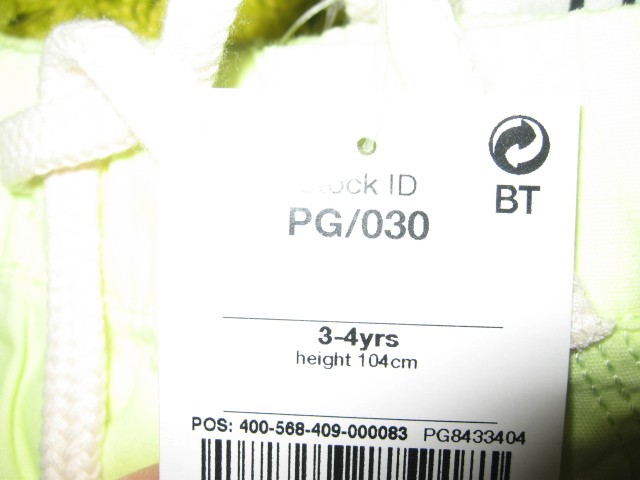 Stock ID
PG/030
BT
3-4yrs
height 104cm
POS: 400-568-409-000083 PG8433404